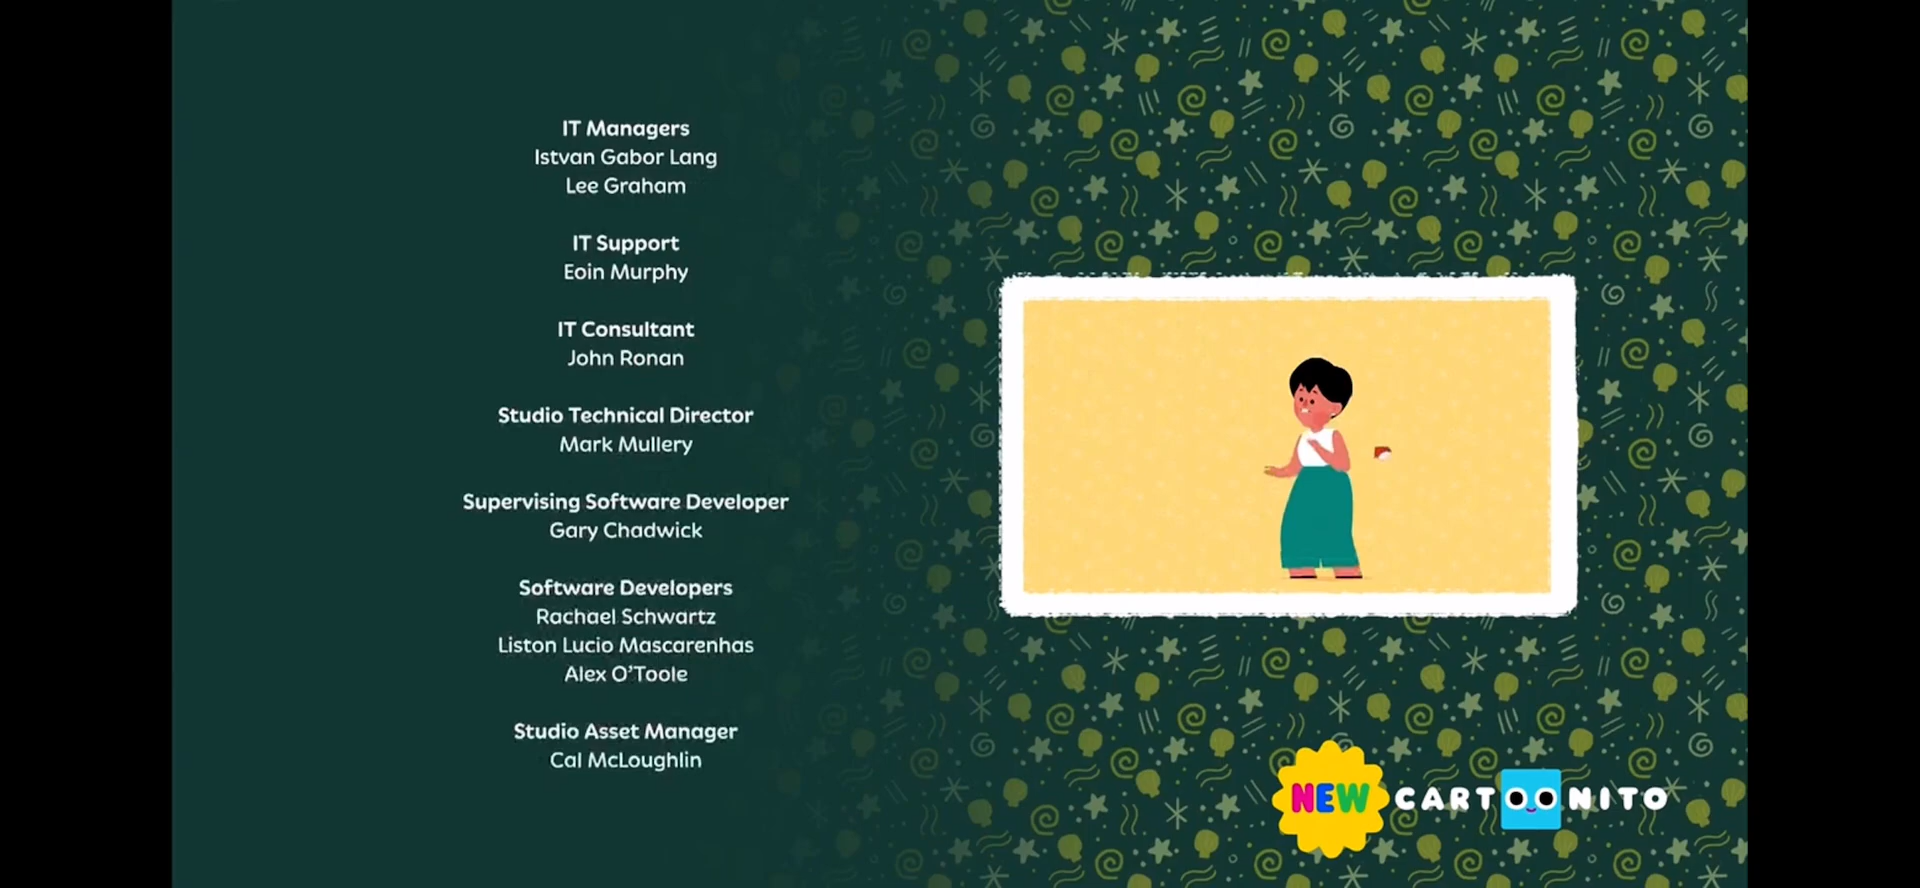 IT Managers
Istvan Gabor Lang
Lee Graham
IT Support
Eoin Murphy
IT Consultant
John Ronan
Studio Technical Director
Mark Mullery
Supervising Software Developer
Gary Chadwick
Software Developers
Rachael Schwartz
Liston Lucio Mascarenhas
Alex O'Toole
Studio Asset Manager
Cal McLoughlin
NEW CARTOONITO